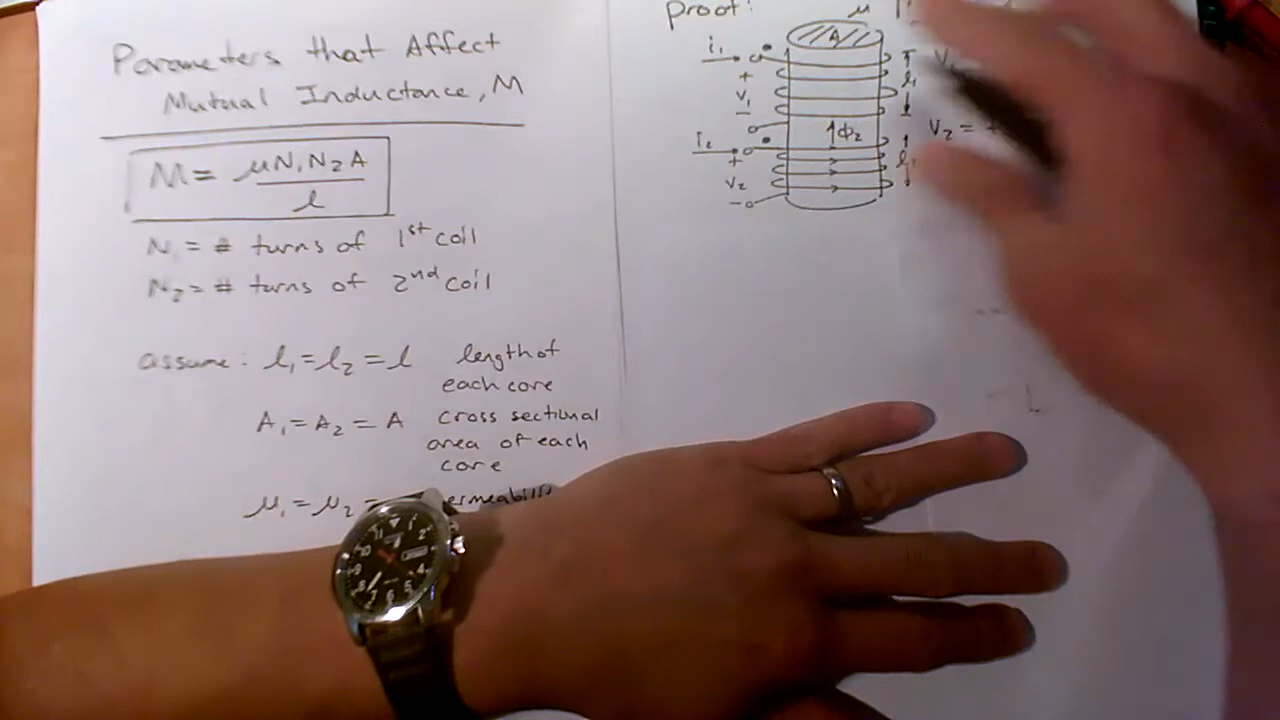 Parameters that Affect
Mutual Inductance, M
M = μN₁N₂A
l
N₁ = # turns of 1st coil
N₂ = # turns of 2nd coil
assume: l₁ = l₂ = l length of
each core
A₁ = A₂ = A cross sectional
area of each
core
μ₁ = μ₂ =
Proof:
μ
A
i₁
+
V₁
-
l₁
ϕ₂
V₂ = +
i₂
+
V₂
-